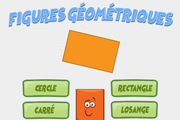 FIGURES GÉOMÉTRIQUES
CERCLE
RECTANGLE
CARRÉ
LOSANGE